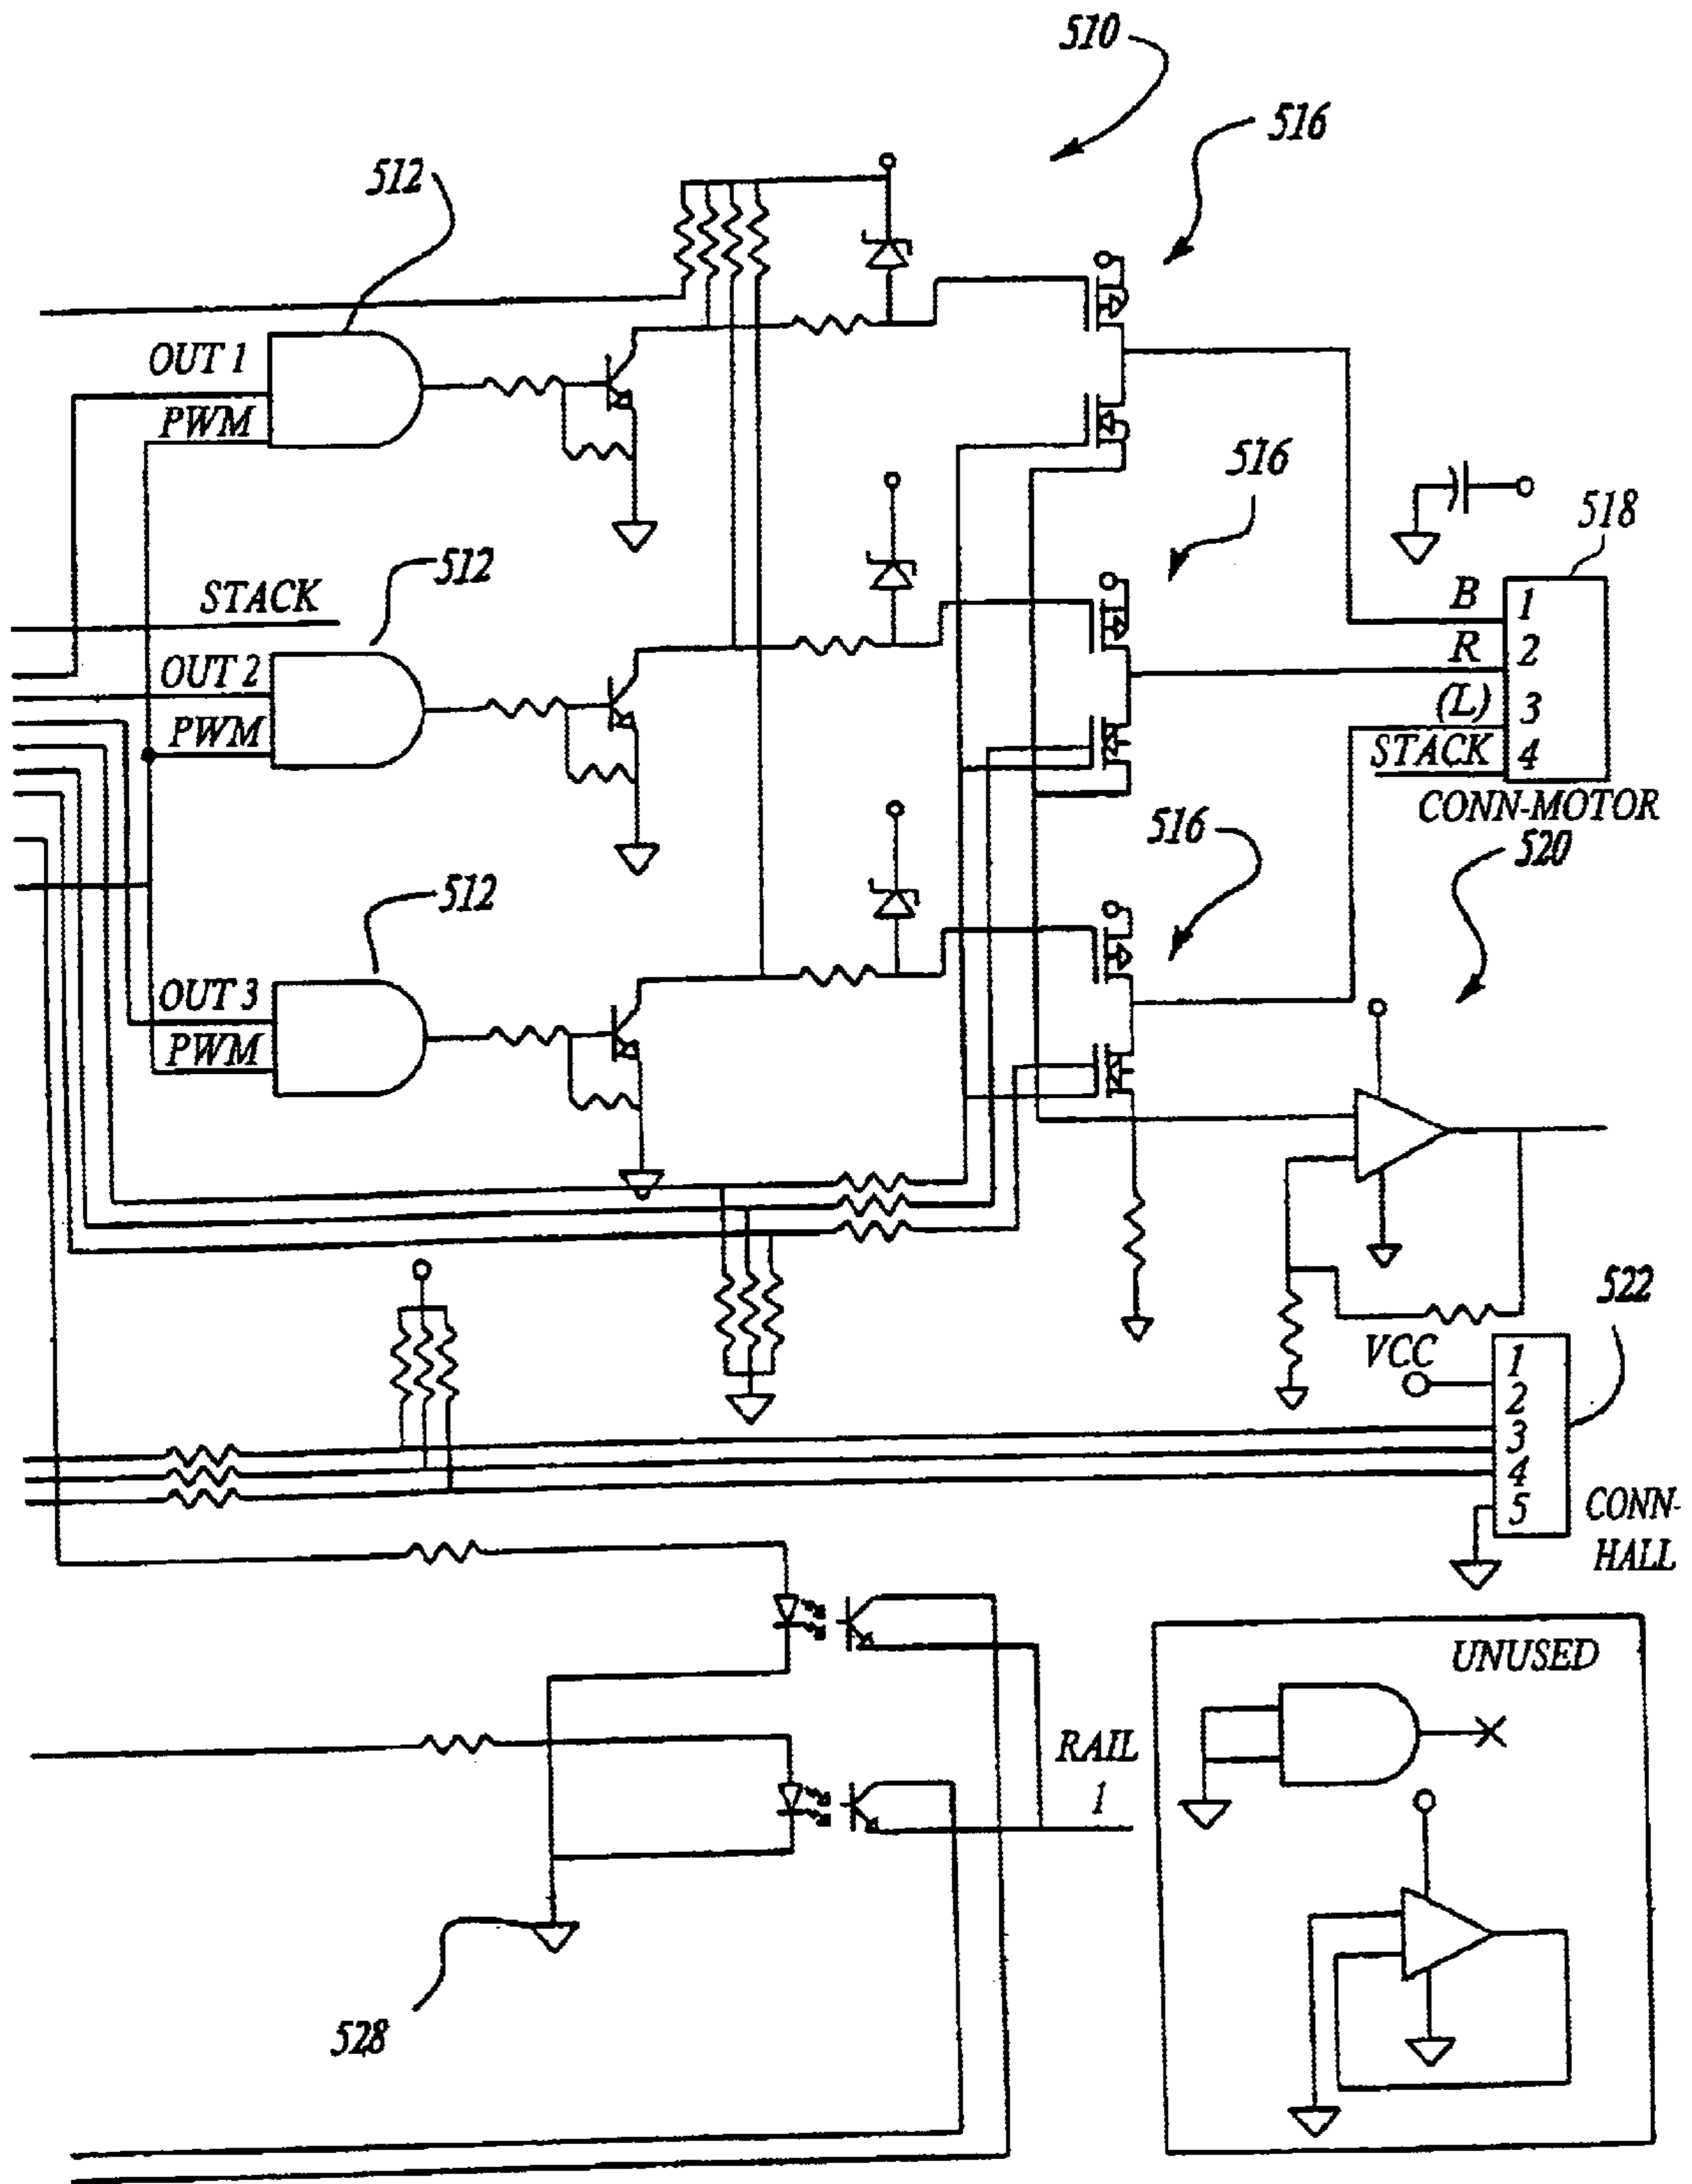 510
516
512
OUT 1
PWM
516
518
512
STACK
B
1
OUT 2
R
2
(L)
3
PWM
STACK
4
CONN-MOTOR
516
520
512
OUT 3
PWM
522
VCC
1
2
3
4
5
CONN-
HALL
UNUSED
RAIL
1
528